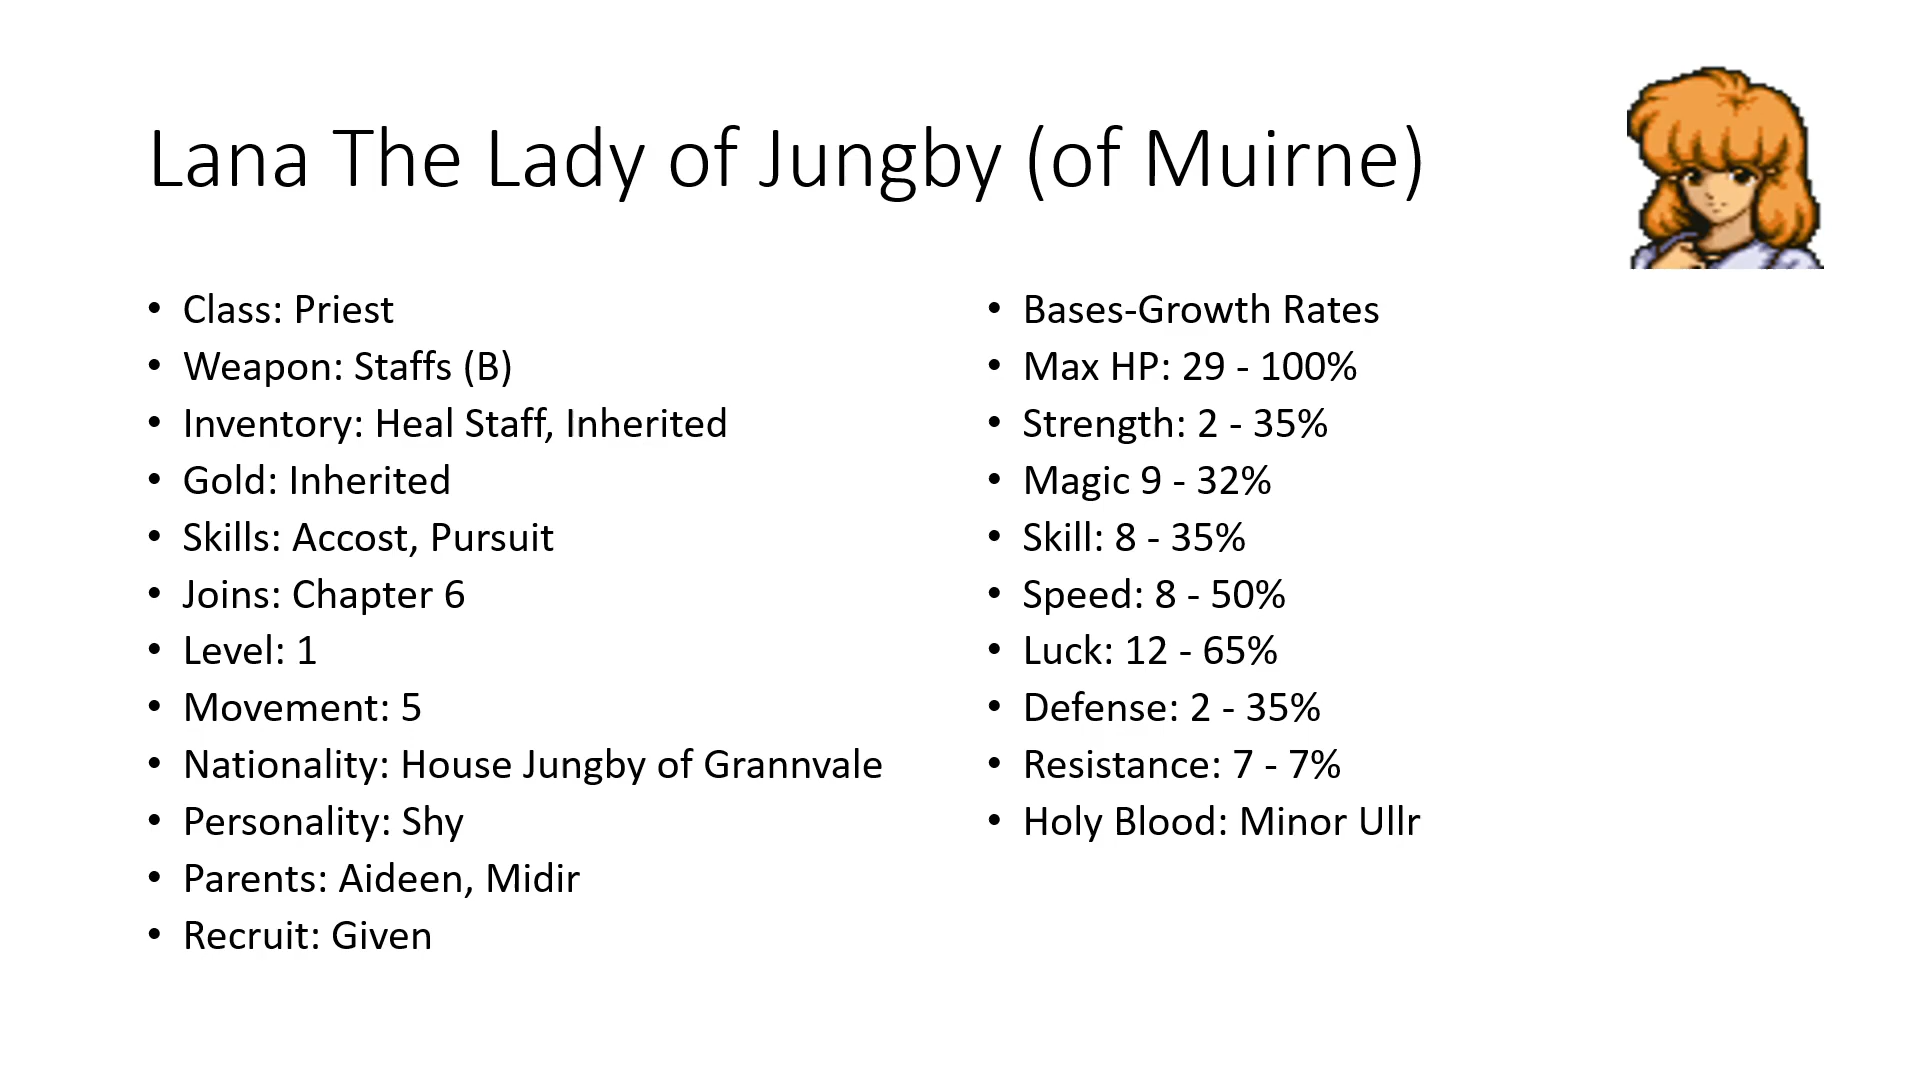 Lana The Lady of Jungby (of Muirne)
• Class: Priest
• Weapon: Staffs (B)
• Inventory: Heal Staff, Inherited
• Gold: Inherited
• Skills: Accost, Pursuit
• Joins: Chapter 6
• Level: 1
• Movement: 5
• Nationality: House Jungby of Grannvale
• Personality: Shy
• Parents: Aideen, Midir
• Recruit: Given
• Bases-Growth Rates
• Max HP: 29 - 100%
• Strength: 2 - 35%
• Magic 9 - 32%
• Skill: 8 - 35%
• Speed: 8 - 50%
• Luck: 12 - 65%
• Defense: 2 - 35%
• Resistance: 7 - 7%
• Holy Blood: Minor Ullr